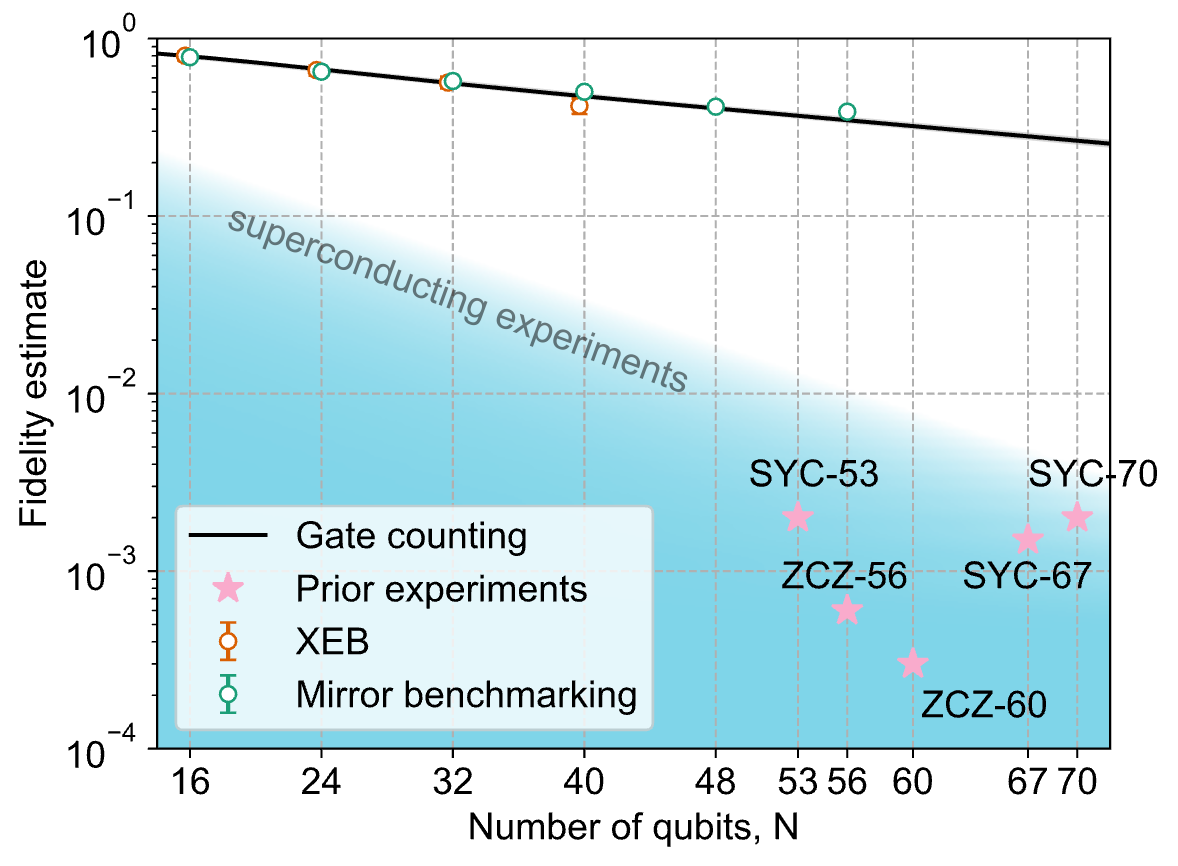 10^0
10^−1
10^−2
10^−3
10^−4
Fidelity estimate
superconducting experiments
SYC-53
SYC-70
ZCZ-56
SYC-67
ZCZ-60
Gate counting
Prior experiments
XEB
Mirror benchmarking
16 24 32 40 48 53 56 60 67 70
Number of qubits, N